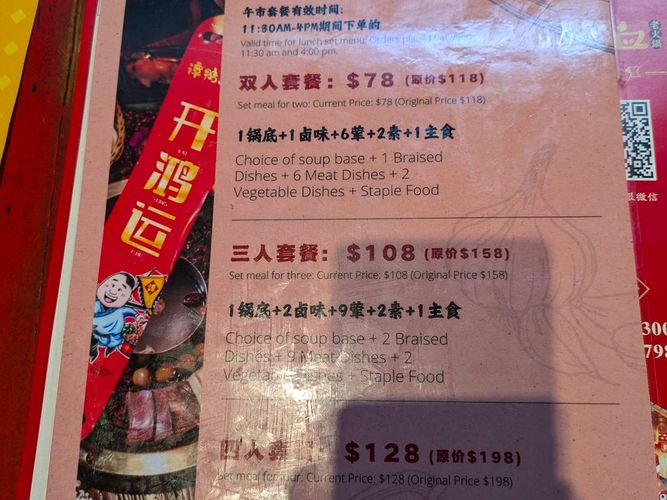 午市套餐有效时间:
11:30AM-4PM期间下单的
Valid time for lunch set menu: Orders placed between
11:30 am and 4:00 pm.
双人套餐: $78 (原价$118)
Set meal for two: Current Price: $78 (Original Price $118)
1锅底+1卤味+6荤+2素+1主食
Choice of soup base + 1 Braised
Dishes + 6 Meat Dishes + 2
Vegetable Dishes + Staple Food
三人套餐: $108 (原价$158)
Set meal for three: Current Price: $108 (Original Price $158)
1锅底+2卤味+9荤+2素+1主食
Choice of soup base + 2 Braised
Dishes + 9 Meat Dishes + 2
Vegetable Dishes + Staple Food
四人套 : $128 (原价$198)
Set meal for four: Current Price: $128 (Original Price $198)
开鸿运
老火锅
微信
300
798